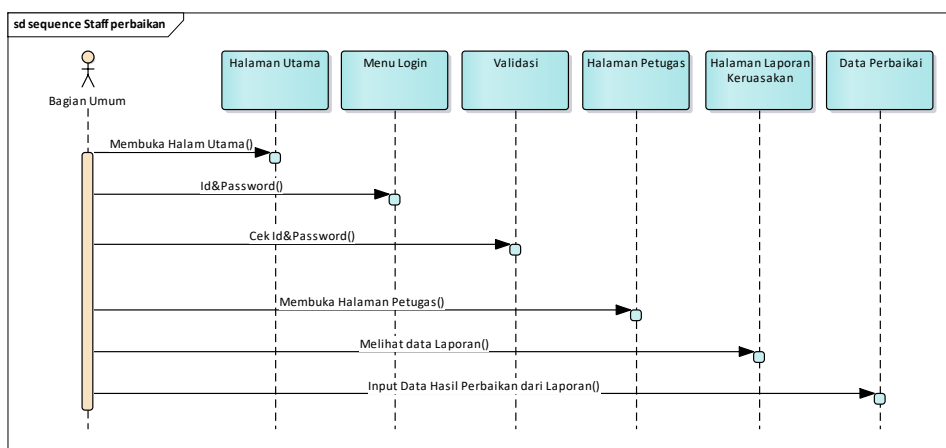 sd sequence Staff perbaikan
Bagian Umum
Halaman Utama
Menu Login
Validasi
Halaman Petugas
Halaman Laporan
Keruasakan
Data Perbaikai
Membuka Halam Utama()
Id&Password()
Cek Id&Password()
Membuka Halaman Petugas()
Melihat data Laporan()
Input Data Hasil Perbaikan dari Laporan()